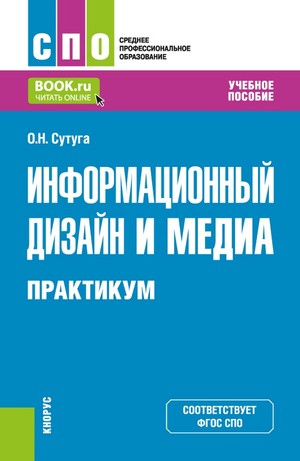 СПО
СРЕДНЕЕ
ПРОФЕССИОНАЛЬНОЕ
ОБРАЗОВАНИЕ
BOOK.ru
ЧИТАТЬ ONLINE
УЧЕБНОЕ
ПОСОБИЕ
О.Н. Сутуга
ИНФОРМАЦИОННЫЙ
ДИЗАЙН И МЕДИА
ПРАКТИКУМ
КНОРУС
СООТВЕТСТВУЕТ
ФГОС СПО